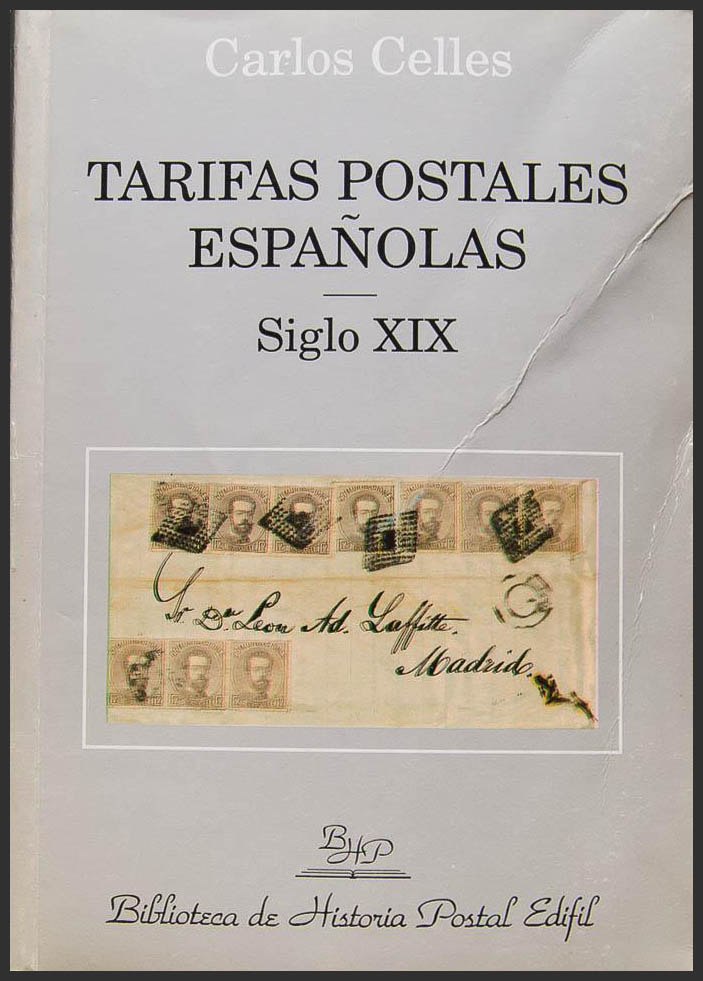 Carlos Celles
TARIFAS POSTALES
ESPAÑOLAS
Siglo XIX
Sr. Dn. Leon Ad. Laffitte.
Madrid.
BHP
Biblioteca de Historia Postal Edifil